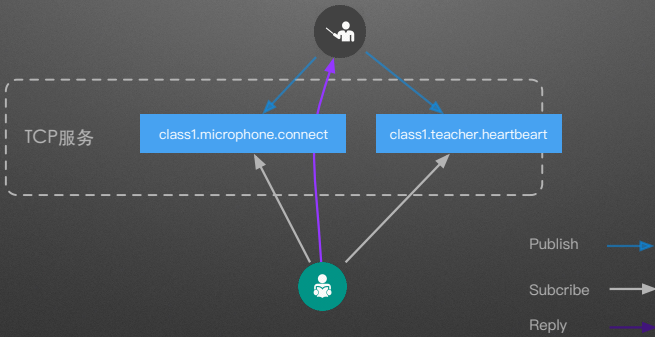 TCP服务
class1.microphone.connect
class1.teacher.heartbeart
Publish
Subcribe
Reply